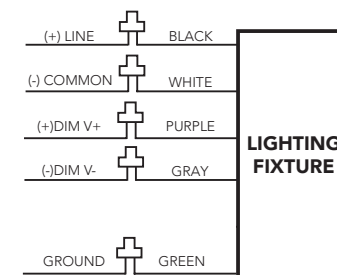 (+) LINE BLACK
(-) COMMON WHITE
(+)DIM V+ PURPLE
(-)DIM V- GRAY
LIGHTING
FIXTURE
GROUND GREEN